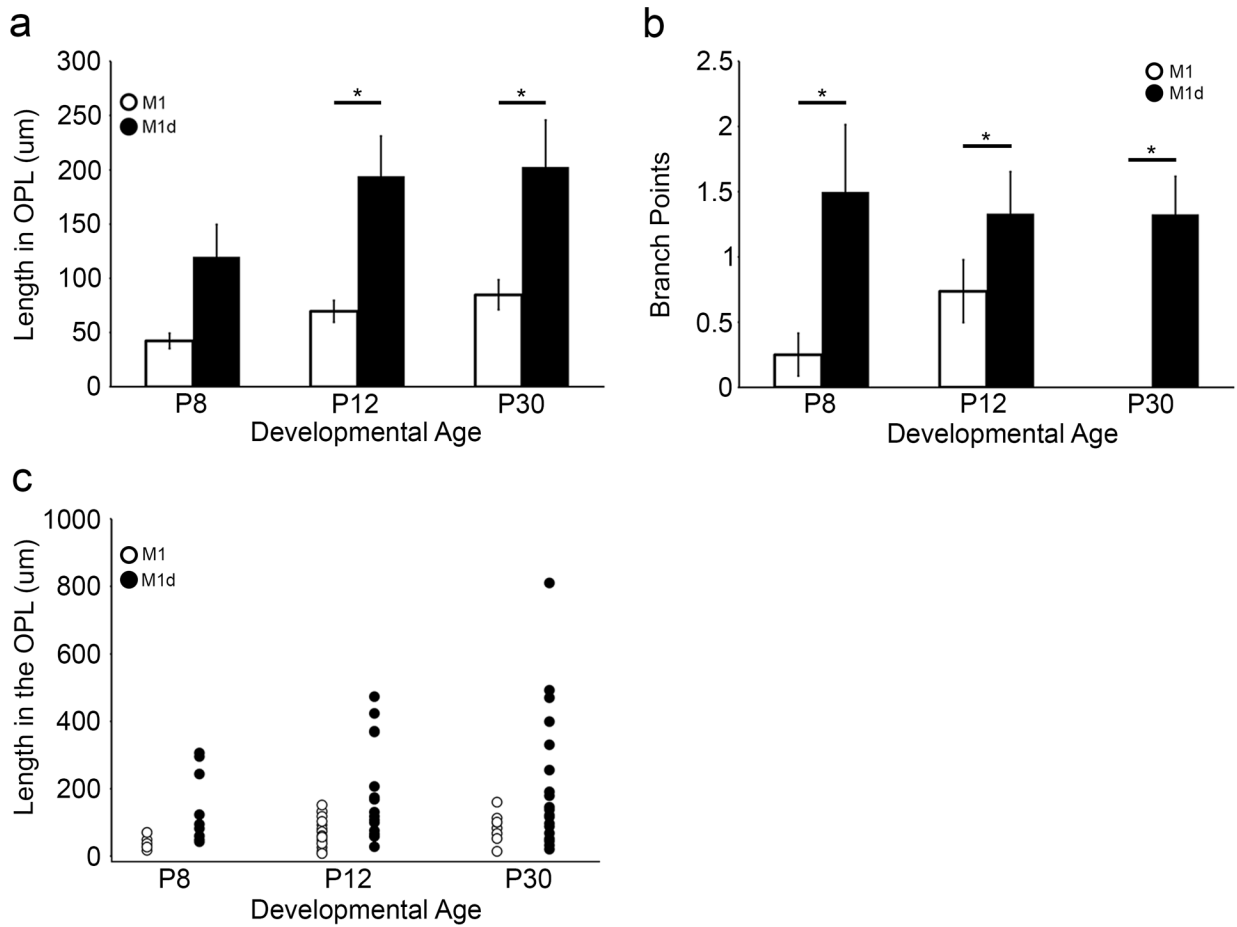 a
300
250
200
150
100
50
0
Length in OPL (um)
M1
M1d
*
*
P8
P12
P30
Developmental Age
b
2.5
2
1.5
1
0.5
0
Branch Points
M1
M1d
*
*
*
P8
P12
P30
Developmental Age
c
1000
800
600
400
200
0
Length in the OPL (um)
M1
M1d
P8
P12
P30
Developmental Age